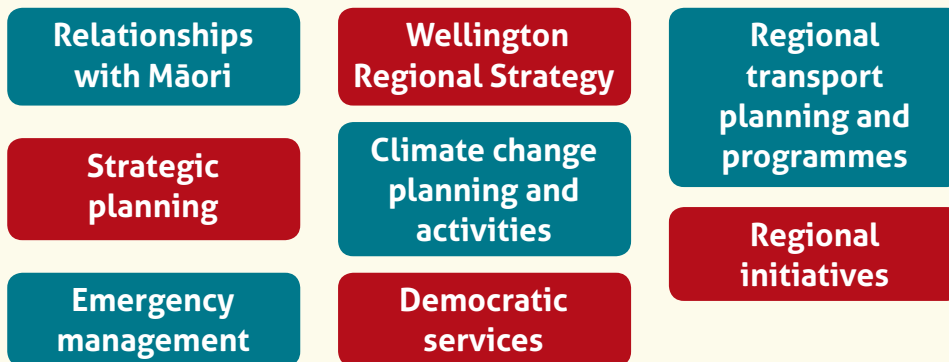 Relationships
with Māori
Strategic
planning
Emergency
management
Wellington
Regional Strategy
Climate change
planning and
activities
Democratic
services
Regional
transport
planning and
programmes
Regional
initiatives